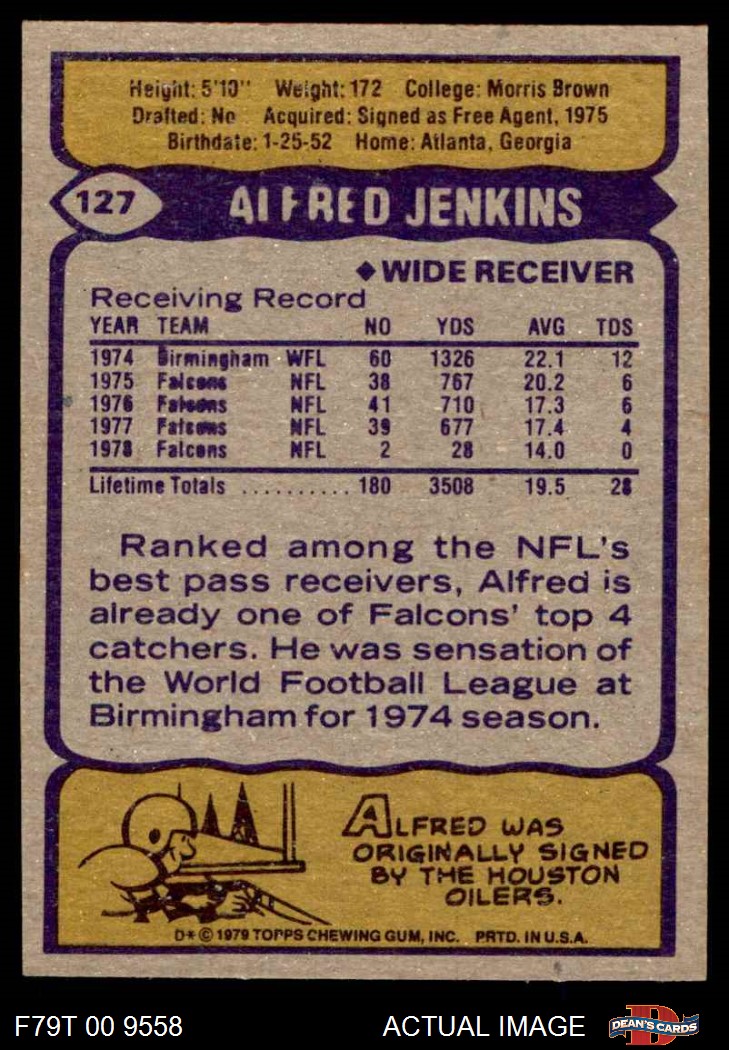 Height: 5'10" Weight: 172 College: Morris Brown
Drafted: No Acquired: Signed as Free Agent, 1975
Birthdate: 1-25-52 Home: Atlanta, Georgia
127 ALFRED JENKINS
◆WIDE RECEIVER
Receiving Record
YEAR TEAM NO YDS AVG TDS
1974 Birmingham WFL 60 1326 22.1 12
1975 Falcons NFL 38 767 20.2 6
1976 Falcons NFL 41 710 17.3 6
1977 Falcons NFL 39 677 17.4 4
1978 Falcons NFL 2 28 14.0 0
Lifetime Totals .......... 180 3508 19.5 28
Ranked among the NFL's
best pass receivers, Alfred is
already one of Falcons' top 4
catchers. He was sensation of
the World Football League at
Birmingham for 1974 season.
ALFRED WAS
ORIGINALLY SIGNED
BY THE HOUSTON
OILERS.
D* © 1979 TOPPS CHEWING GUM, INC. PRTD. IN U.S.A.
F79T 00 9558 ACTUAL IMAGE DEAN'S CARDS